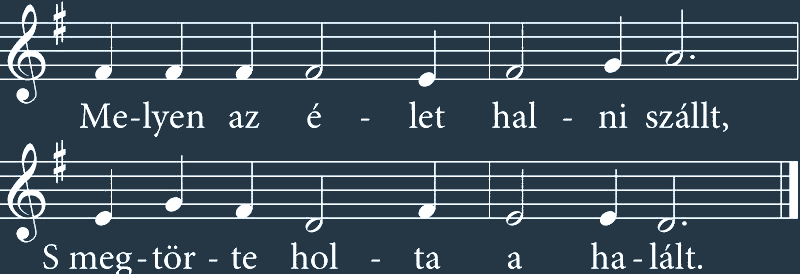 Me-lyen az é - let hal - ni szállt,
S meg-tör - te hol - ta a ha-lált.